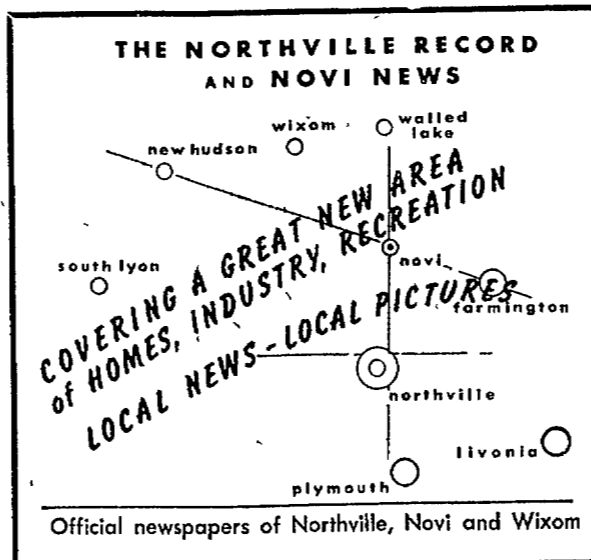 THE NORTHVILLE RECORD
AND NOVI NEWS
wixom
walled
lake
new hudson
COVERING A GREAT NEW AREA
of HOMES, INDUSTRY, RECREATION
LOCAL NEWS - LOCAL PICTURES
south lyon
novi
farmington
northville
livonia
plymouth
Official newspapers of Northville, Novi and Wixom